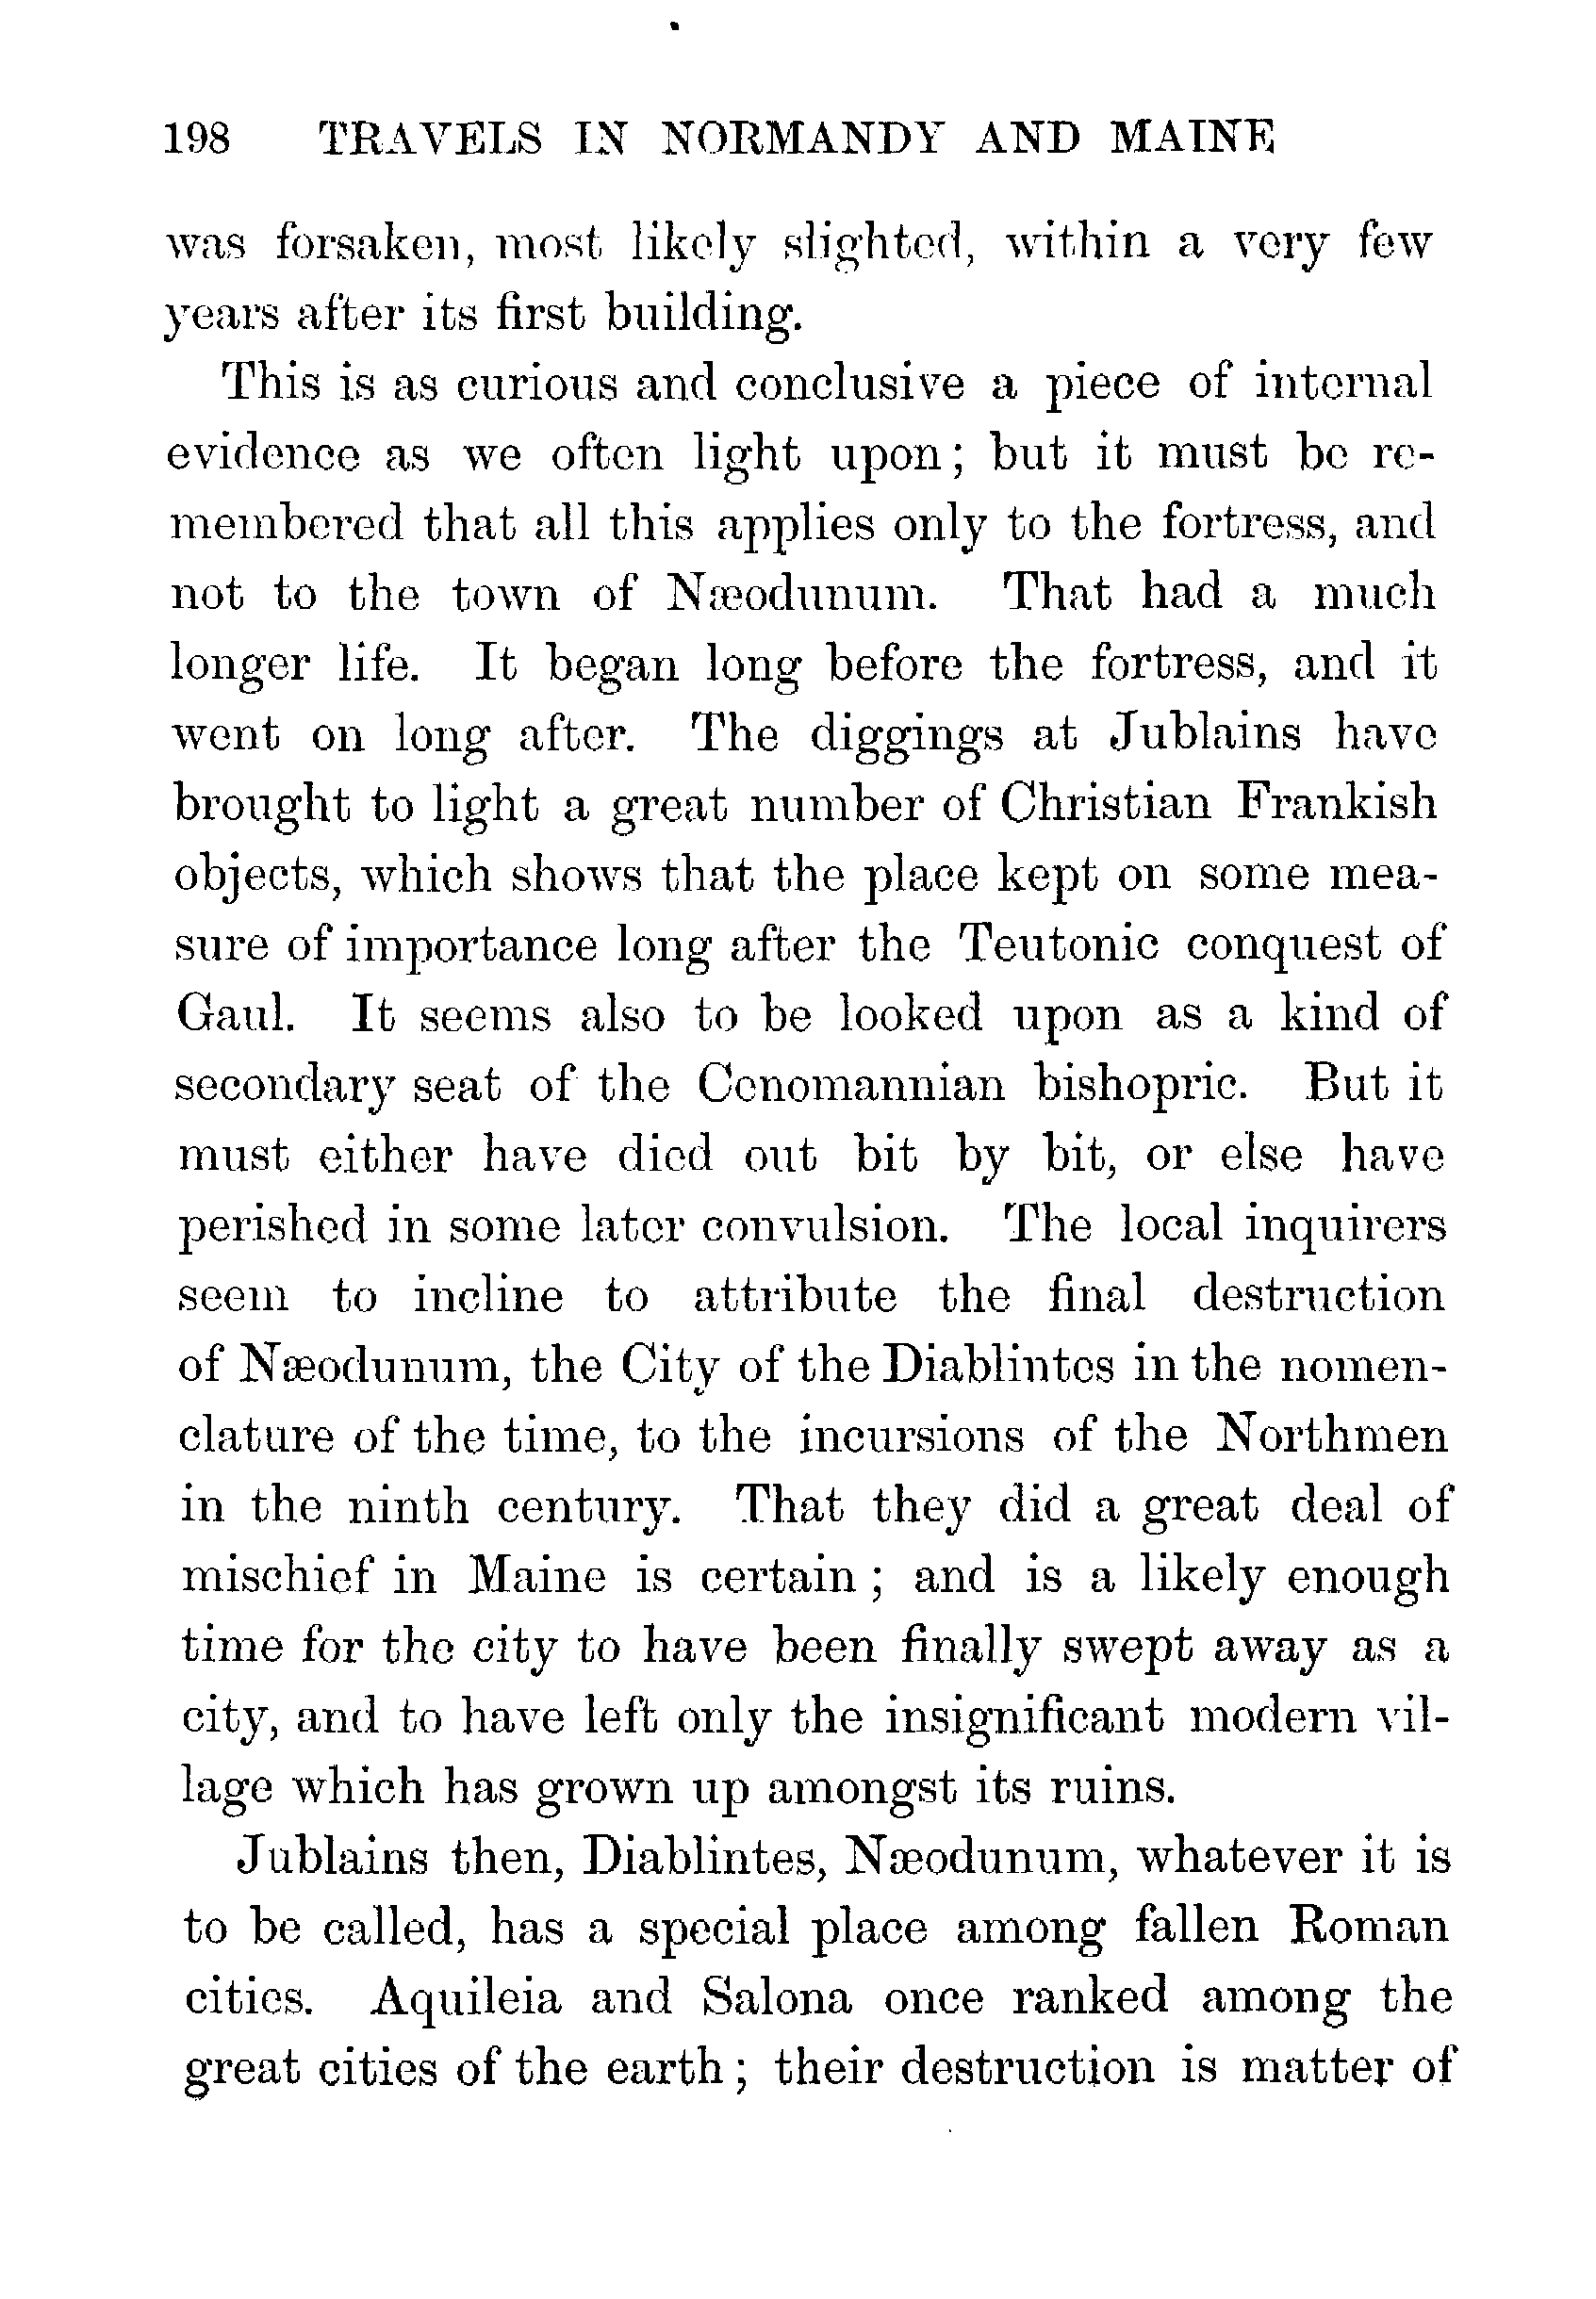 198 TRAVELS IN NORMANDY AND MAINE
was forsaken, most likely slighted, within a very few
years after its first building.
This is as curious and conclusive a piece of internal
evidence as we often light upon; but it must be re-
membered that all this applies only to the fortress, and
not to the town of Næodunum. That had a much
longer life. It began long before the fortress, and it
went on long after. The diggings at Jublains have
brought to light a great number of Christian Frankish
objects, which shows that the place kept on some mea-
sure of importance long after the Teutonic conquest of
Gaul. It seems also to be looked upon as a kind of
secondary seat of the Cenomannian bishopric. But it
must either have died out bit by bit, or else have
perished in some later convulsion. The local inquirers
seem to incline to attribute the final destruction
of Næodunum, the City of the Diablintes in the nomen-
clature of the time, to the incursions of the Northmen
in the ninth century. That they did a great deal of
mischief in Maine is certain; and is a likely enough
time for the city to have been finally swept away as a
city, and to have left only the insignificant modern vil-
lage which has grown up amongst its ruins.
Jublains then, Diablintes, Næodunum, whatever it is
to be called, has a special place among fallen Roman
cities. Aquileia and Salona once ranked among the
great cities of the earth; their destruction is matter of